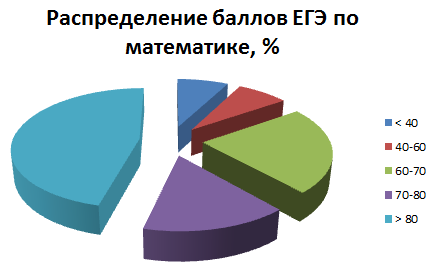 Распределение баллов ЕГЭ по
математике, %
< 40
40-60
60-70
70-80
> 80